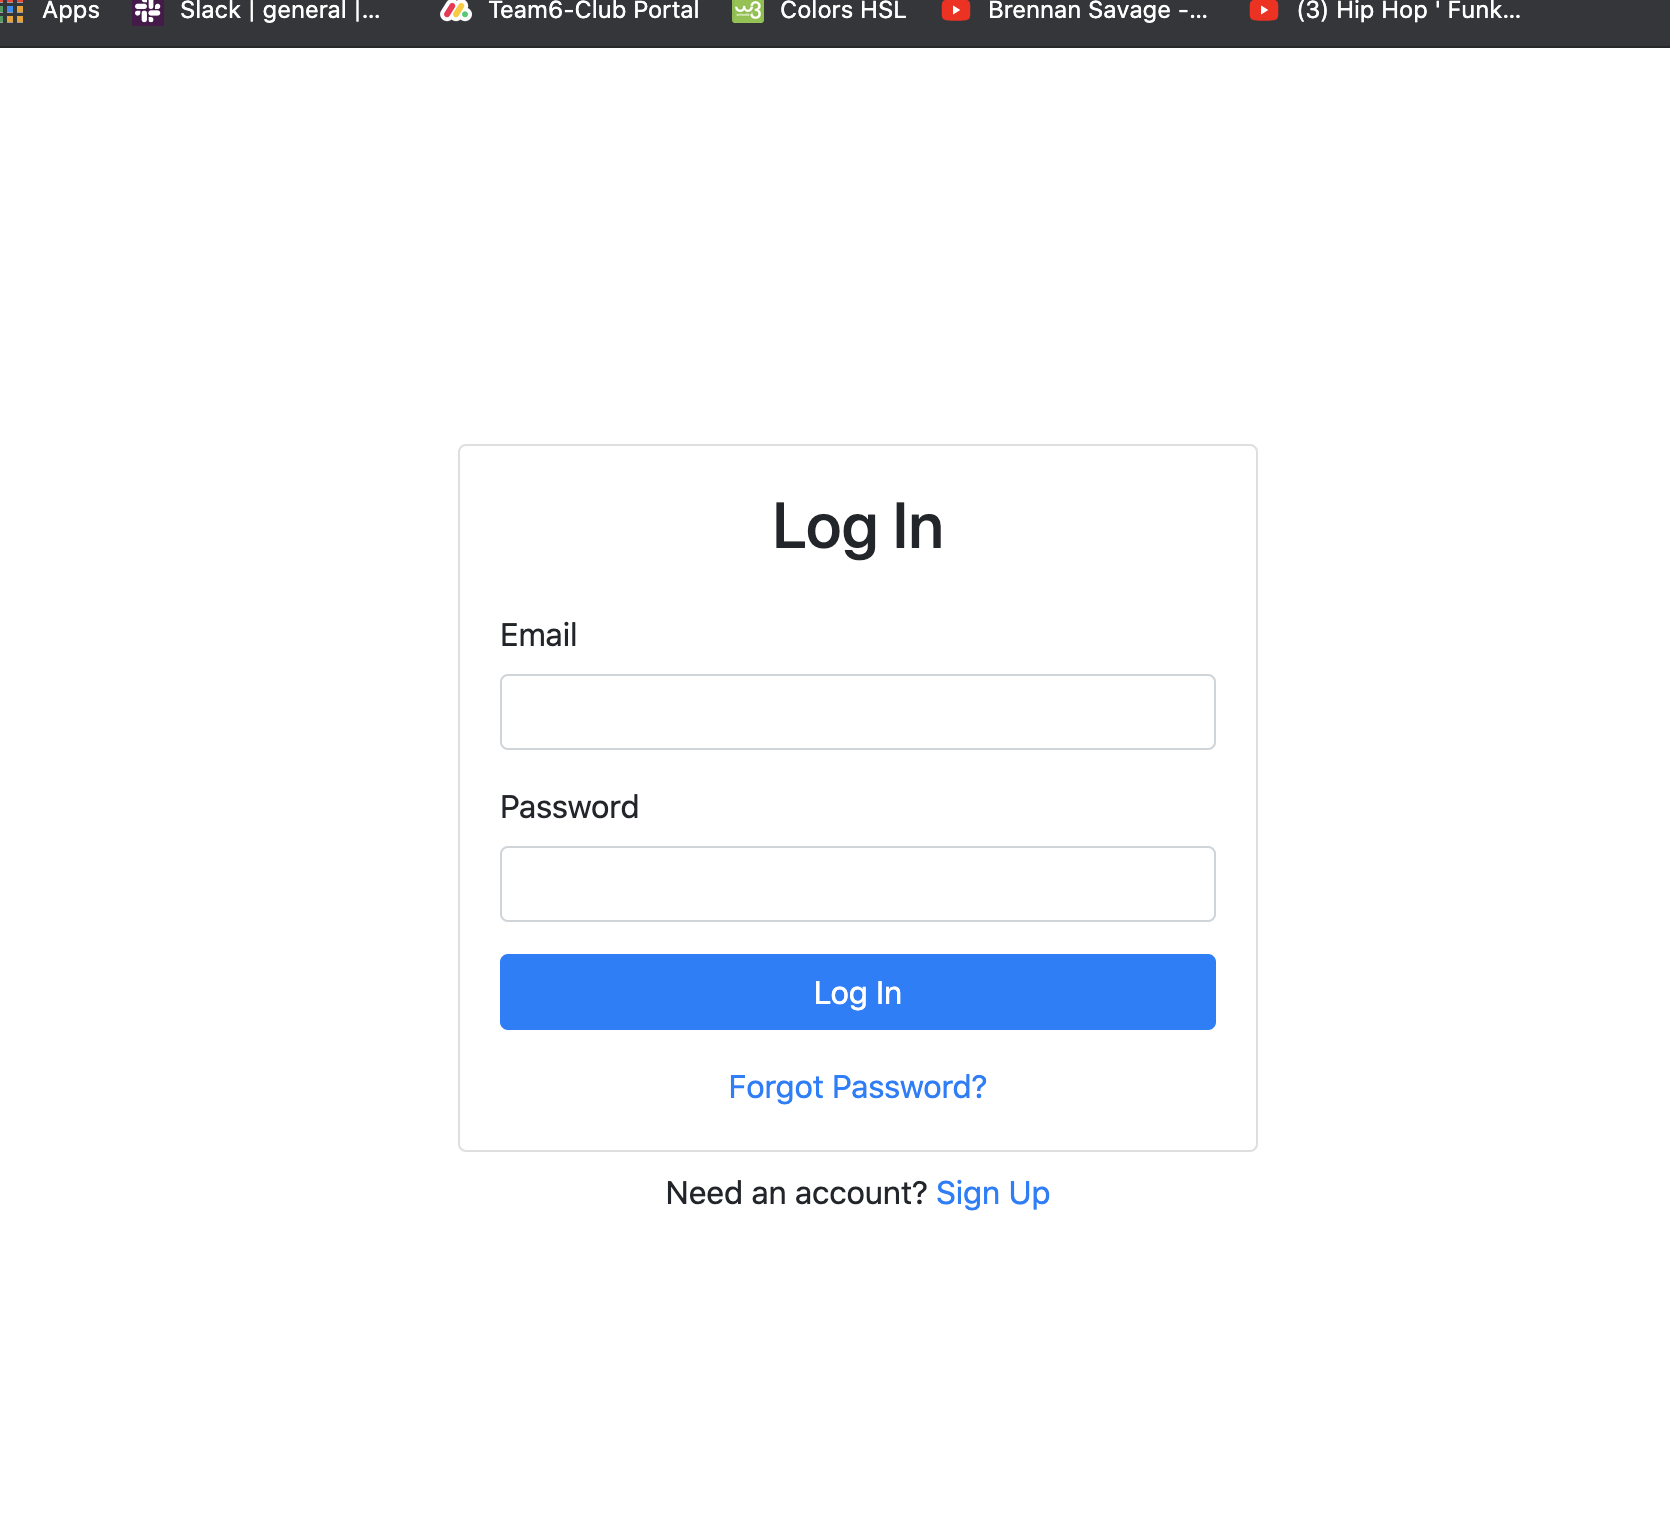 Apps Slack | general |... Team6-Club Portal Colors HSL Brennan Savage -... (3) Hip Hop ' Funk...
Log In
Email
Password
Log In
Forgot Password?
Need an account? Sign Up